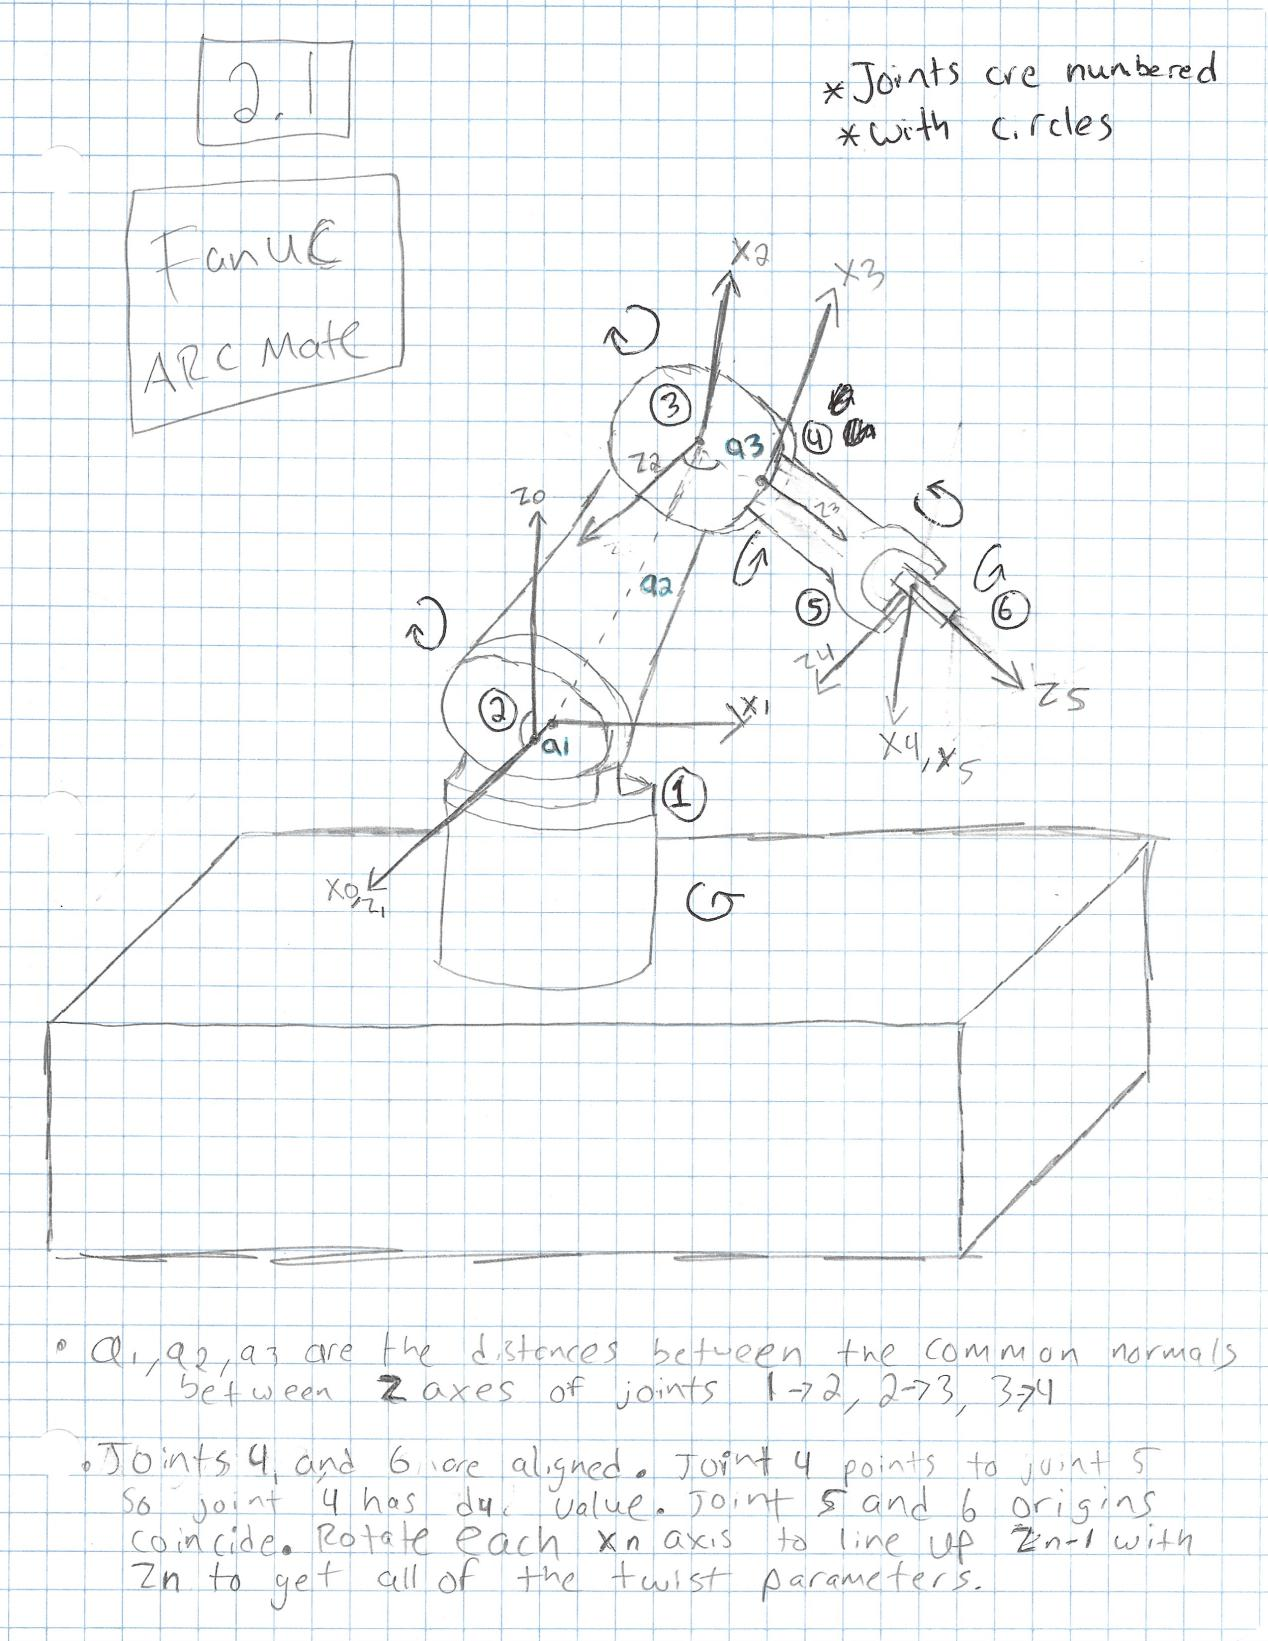 2.1
*Joints are numbered
*with circles
Fanuc
ARC Mate
X2
X3
3
4
a3
Z2
Z0
Z3
a2
5
6
Z4
Z5
2
X1
a1
X4, X5
1
X0, Z1
• a1, a2, a3 are the distances between the common normals
between Z axes of joints 1→2, 2→3, 3→4
• Joints 4, and 6 are aligned. Joint 4 points to joint 5
so joint 4 has d4 value. Joint 5 and 6 origins
coincide. Rotate each xn axis to line up Zn-1 with
Zn to get all of the twist parameters.